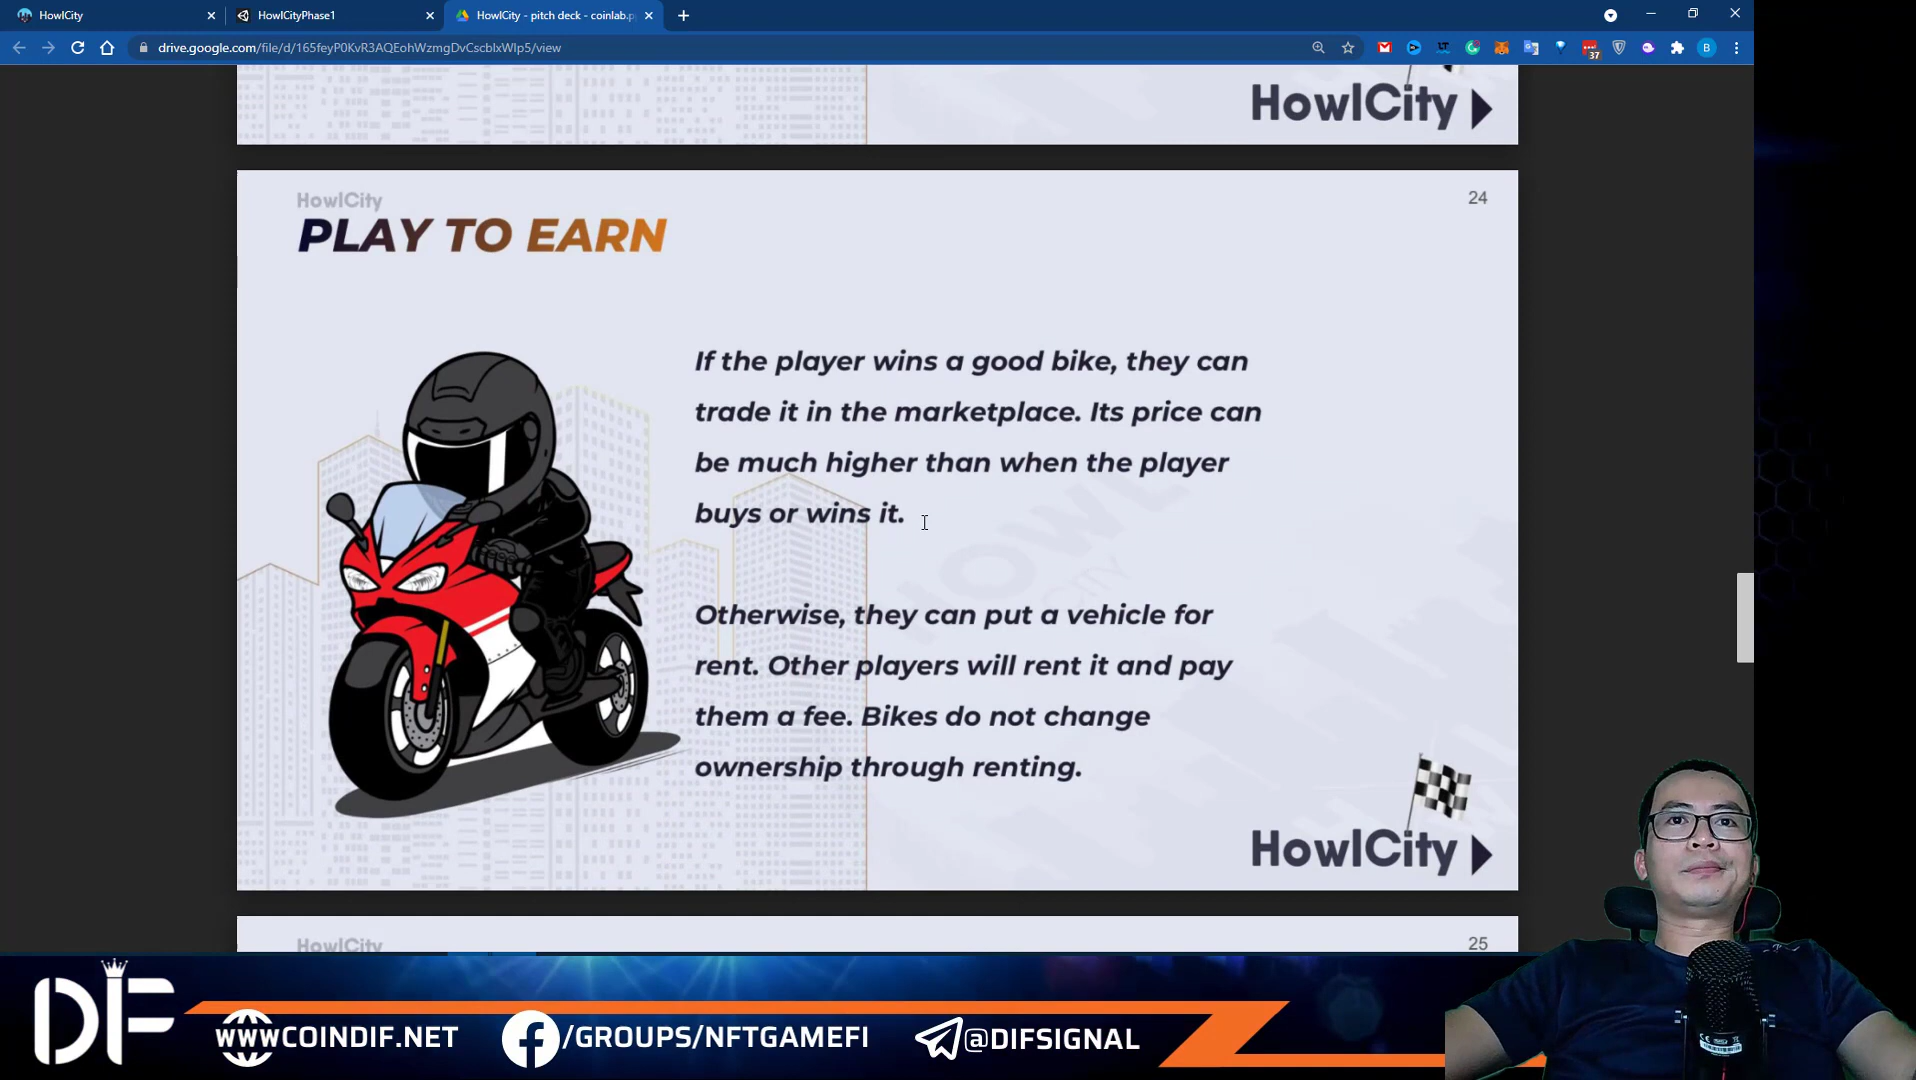 HowlCity
HowlCityPhase1
HowlCity - pitch deck - coinlab.p
drive.google.com/file/d/165feyP0KvR3AQEohWzmgDvCscblxWIp5/view
37
B
HowlCity
HowlCity
24
PLAY TO EARN
If the player wins a good bike, they can
trade it in the marketplace. Its price can
be much higher than when the player
buys or wins it.
Otherwise, they can put a vehicle for
rent. Other players will rent it and pay
them a fee. Bikes do not change
ownership through renting.
HowlCity
HowlCity
25
DIF
WWW.COINDIF.NET
/GROUPS/NFTGAMEFI
@DIFSIGNAL